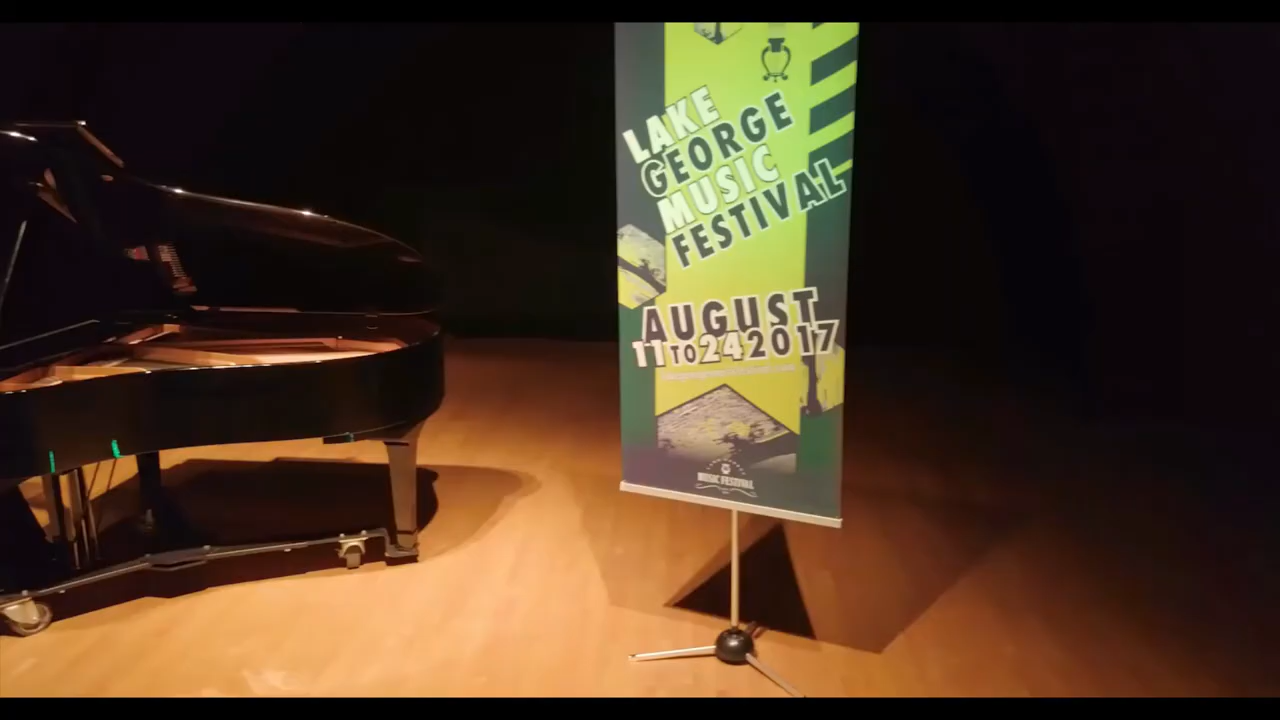 LAKE
GEORGE
MUSIC
FESTIVAL
AUGUST
11 TO 24 2017
MUSIC FESTIVAL